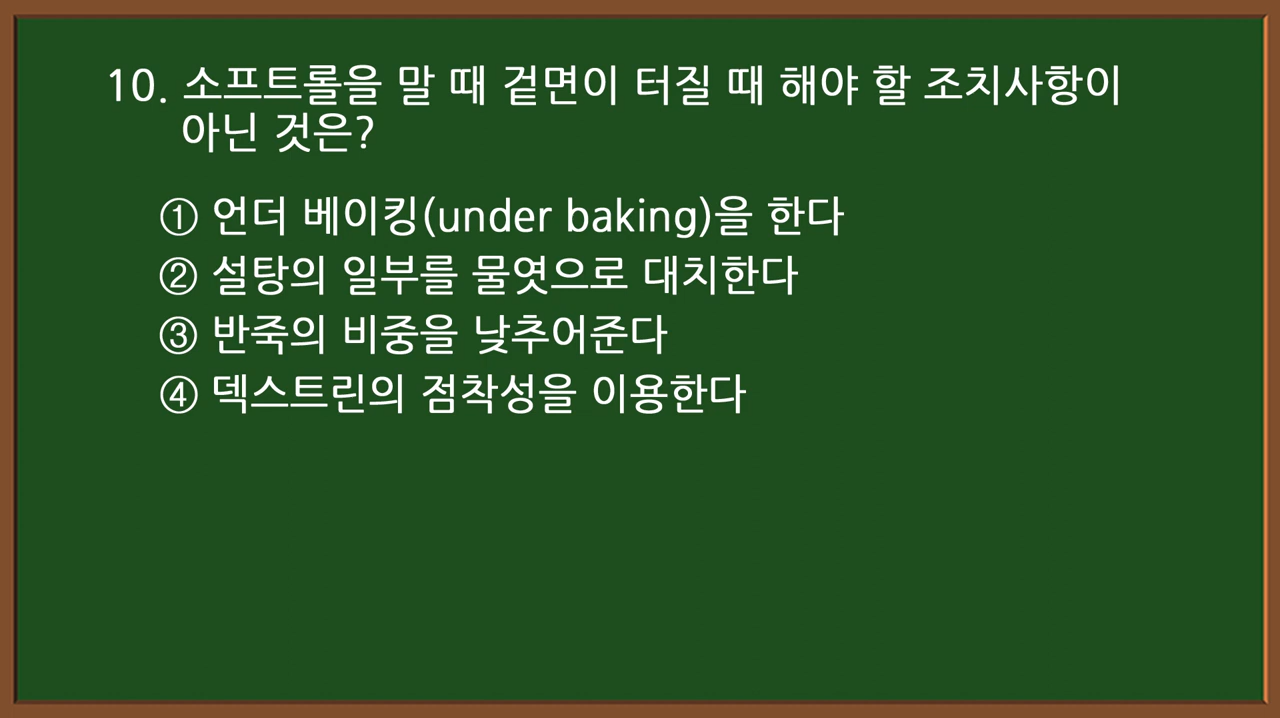 10. 소프트롤을 말 때 겉면이 터질 때 해야 할 조치사항이
아닌 것은?
① 언더 베이킹(under baking)을 한다
② 설탕의 일부를 물엿으로 대치한다
③ 반죽의 비중을 낮추어준다
④ 덱스트린의 점착성을 이용한다